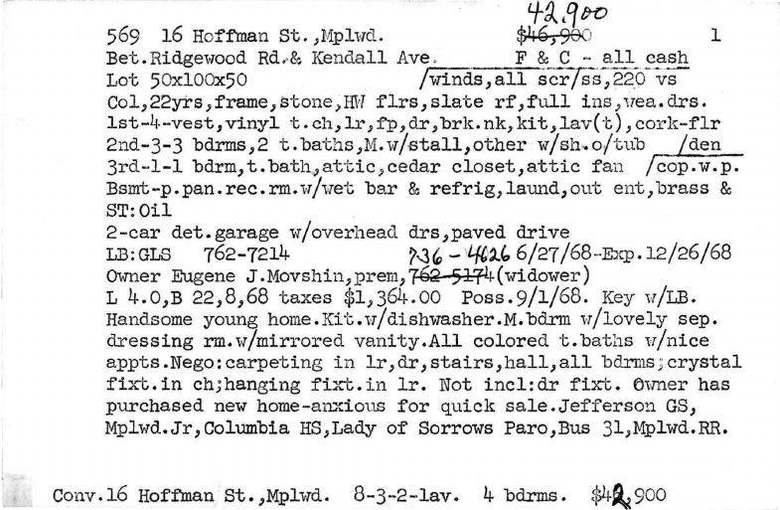 42,900
569 16 Hoffman St.,Mplwd. $46,900 1
Bet.Ridgewood Rd.& Kendall Ave. F & C - all cash
Lot 50x100x50 /winds,all scr/ss,220 vs
Col,22yrs,frame,stone,HW flrs,slate rf,full ins,wea.drs.
1st-4-vest,vinyl t.ch,lr,fp,dr,brk.nk,kit,lav(t),cork-flr
2nd-3-3 bdrms,2 t.baths,M.w/stall,other w/sh.o/tub /den
3rd-1-1 bdrm,t.bath,attic,cedar closet,attic fan /cop.w.p.
Bsmt-p.pan.rec.rm.w/wet bar & refrig,laund,out ent,brass &
ST:Oil
2-car det.garage w/overhead drs,paved drive
LB:GLS 762-7214 736-4626 6/27/68-Exp.12/26/68
Owner Eugene J.Movshin,prem,762-5174(widower)
L 4.0,B 22,8,68 taxes $1,364.00 Poss.9/1/68. Key w/LB.
Handsome young home.Kit.w/dishwasher.M.bdrm w/lovely sep.
dressing rm.w/mirrored vanity.All colored t.baths w/nice
appts.Nego:carpeting in lr,dr,stairs,hall,all bdrms;crystal
fixt.in ch;hanging fixt.in lr. Not incl:dr fixt. Owner has
purchased new home-anxious for quick sale.Jefferson GS,
Mplwd.Jr,Columbia HS,Lady of Sorrows Paro,Bus 31,Mplwd.RR.
Conv.16 Hoffman St.,Mplwd. 8-3-2-lav. 4 bdrms. $42,900